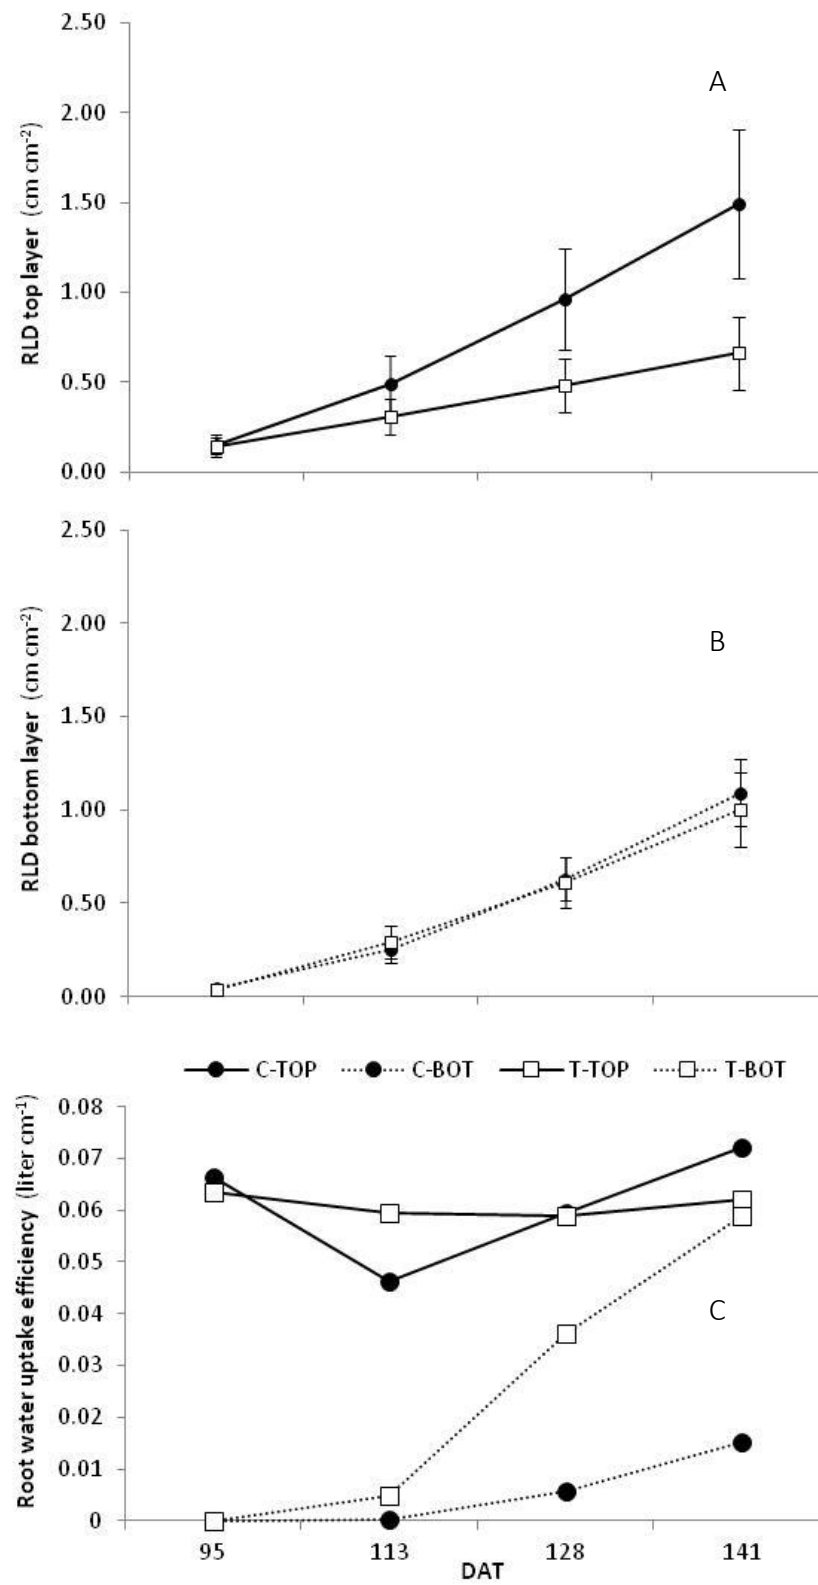 RLD top layer (cm cm-2)
2.50
2.00
1.50
1.00
0.50
0.00
A
RLD bottom layer (cm cm-2)
2.50
2.00
1.50
1.00
0.50
0.00
B
C-TOP C-BOT T-TOP T-BOT
Root water uptake efficiency (liter cm-1)
0.08
0.07
0.06
0.05
0.04
0.03
0.02
0.01
0
C
95 113 128 141
DAT